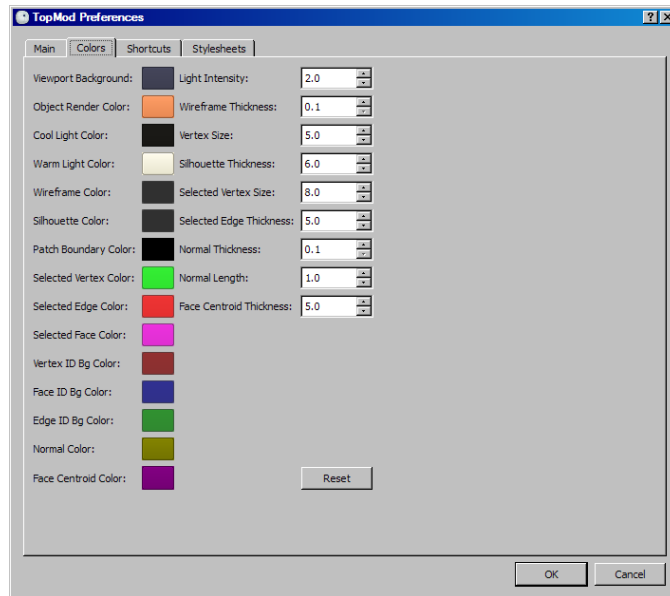 TopMod Preferences
Main Colors Shortcuts Stylesheets
Viewport Background: Light Intensity: 2.0
Object Render Color: Wireframe Thickness: 0.1
Cool Light Color: Vertex Size: 5.0
Warm Light Color: Silhouette Thickness: 6.0
Wireframe Color: Selected Vertex Size: 8.0
Silhouette Color: Selected Edge Thickness: 5.0
Patch Boundary Color: Normal Thickness: 0.1
Selected Vertex Color: Normal Length: 1.0
Selected Edge Color: Face Centroid Thickness: 5.0
Selected Face Color:
Vertex ID Bg Color:
Face ID Bg Color:
Edge ID Bg Color:
Normal Color:
Face Centroid Color: Reset
OK Cancel